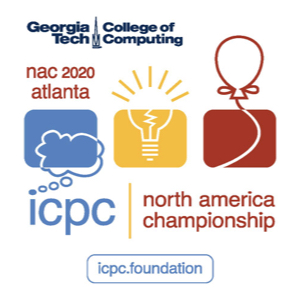 Georgia Tech
College of Computing
nac 2020
atlanta
icpc
north america
championship
icpc.foundation